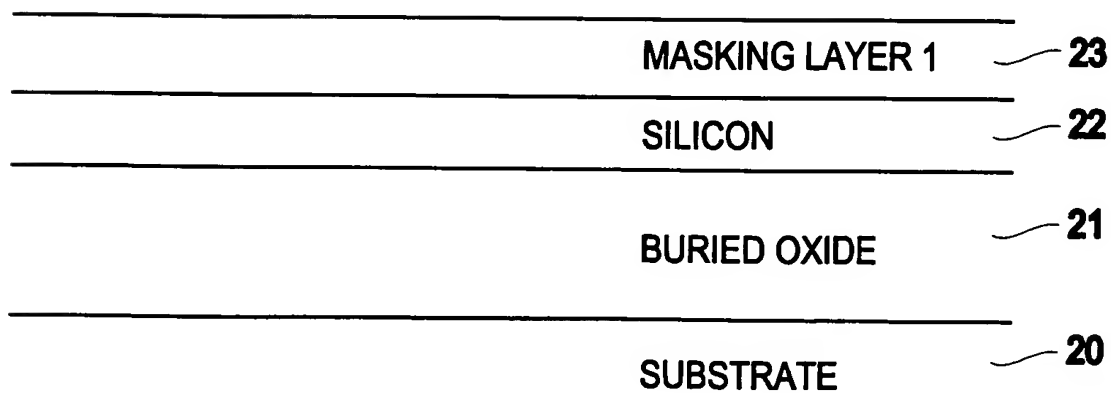 MASKING LAYER 1 23
SILICON 22
BURIED OXIDE 21
SUBSTRATE 20